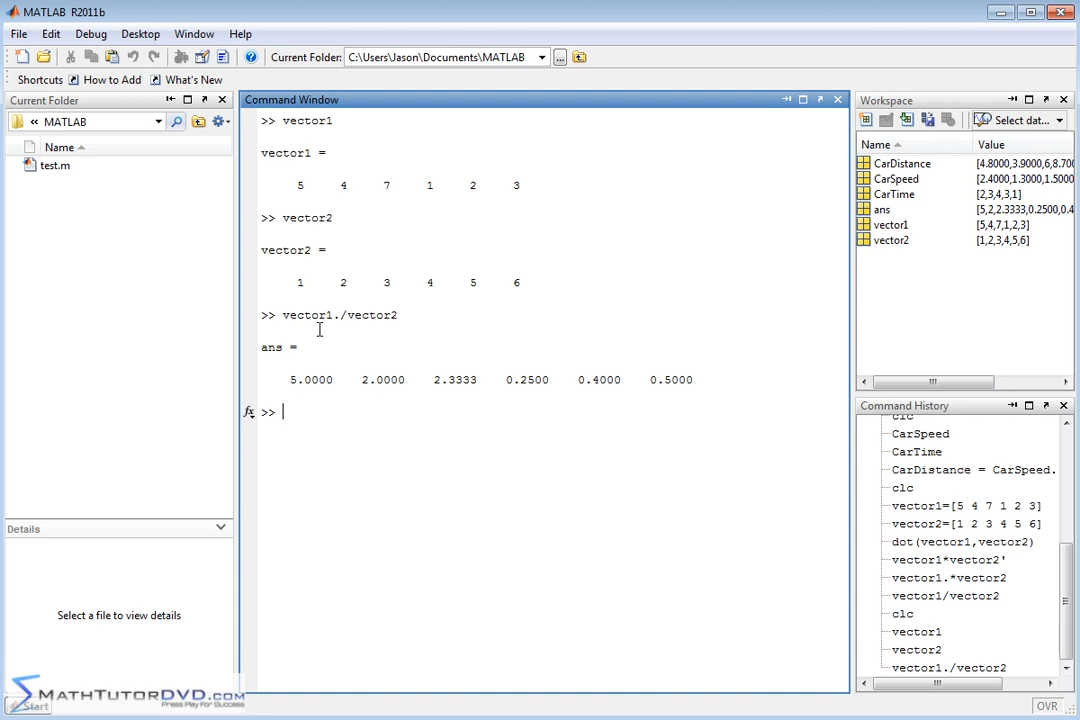 MATLAB R2011b
File Edit Debug Desktop Window Help
Current Folder: C:\Users\Jason\Documents\MATLAB ...
Shortcuts How to Add What's New
Current Folder
« MATLAB
Name
test.m
Details
Select a file to view details
Start
MathTutorDVD.com
Press Play For Success
Command Window
>> vector1
vector1 =
5 4 7 1 2 3
>> vector2
vector2 =
1 2 3 4 5 6
>> vector1./vector2
ans =
5.0000 2.0000 2.3333 0.2500 0.4000 0.5000
fx >>
Workspace
Select dat...
Name Value
CarDistance [4.8000,3.9000,6,8.700
CarSpeed [2.4000,1.3000,1.5000
CarTime [2,3,4,3,1]
ans [5,2,2.3333,0.2500,0.4
vector1 [5,4,7,1,2,3]
vector2 [1,2,3,4,5,6]
Command History
clc
CarSpeed
CarTime
CarDistance = CarSpeed.
clc
vector1=[5 4 7 1 2 3]
vector2=[1 2 3 4 5 6]
dot(vector1,vector2)
vector1*vector2'
vector1.*vector2
vector1/vector2
clc
vector1
vector2
vector1./vector2
OVR